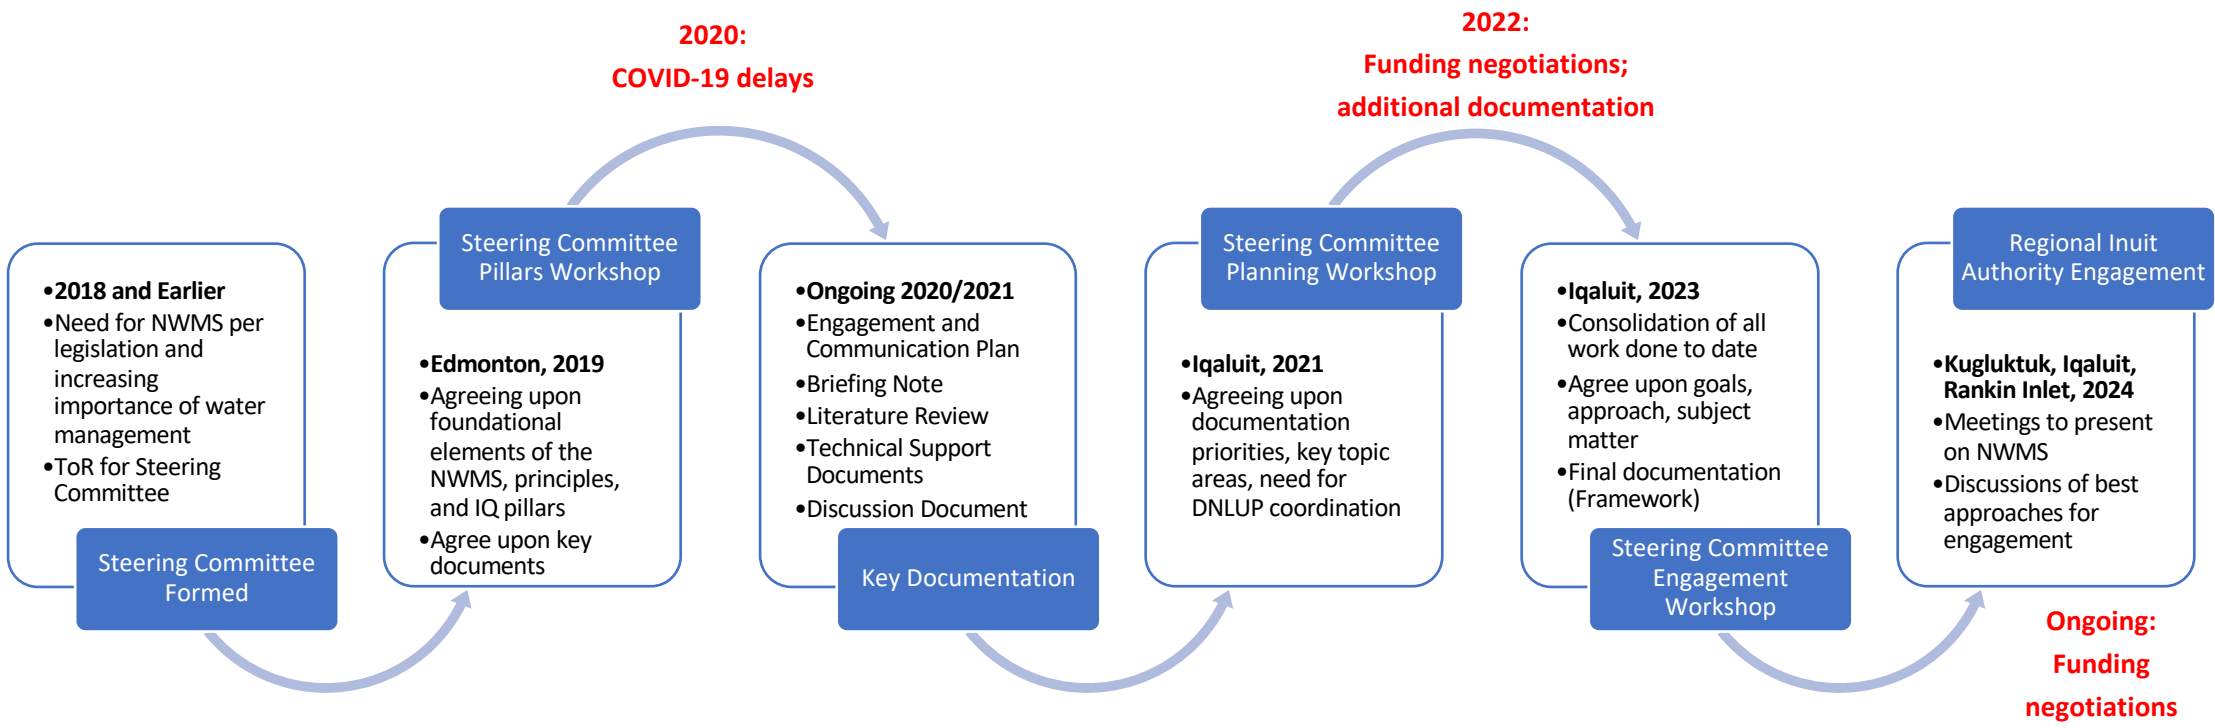 2020:
COVID-19 delays
2022:
Funding negotiations;
additional documentation
•2018 and Earlier
•Need for NWMS per
legislation and
increasing
importance of water
management
•ToR for Steering
Committee
Steering Committee
Formed
Steering Committee
Pillars Workshop
•Edmonton, 2019
•Agreeing upon
foundational
elements of the
NWMS, principles,
and IQ pillars
•Agree upon key
documents
•Ongoing 2020/2021
•Engagement and
Communication Plan
•Briefing Note
•Literature Review
•Technical Support
Documents
•Discussion Document
Key Documentation
Steering Committee
Planning Workshop
•Iqaluit, 2021
•Agreeing upon
documentation
priorities, key topic
areas, need for
DNLUP coordination
•Iqaluit, 2023
•Consolidation of all
work done to date
•Agree upon goals,
approach, subject
matter
•Final documentation
(Framework)
Steering Committee
Engagement
Workshop
Regional Inuit
Authority Engagement
•Kugluktuk, Iqaluit,
Rankin Inlet, 2024
•Meetings to present
on NWMS
•Discussions of best
approaches for
engagement
Ongoing:
Funding
negotiations